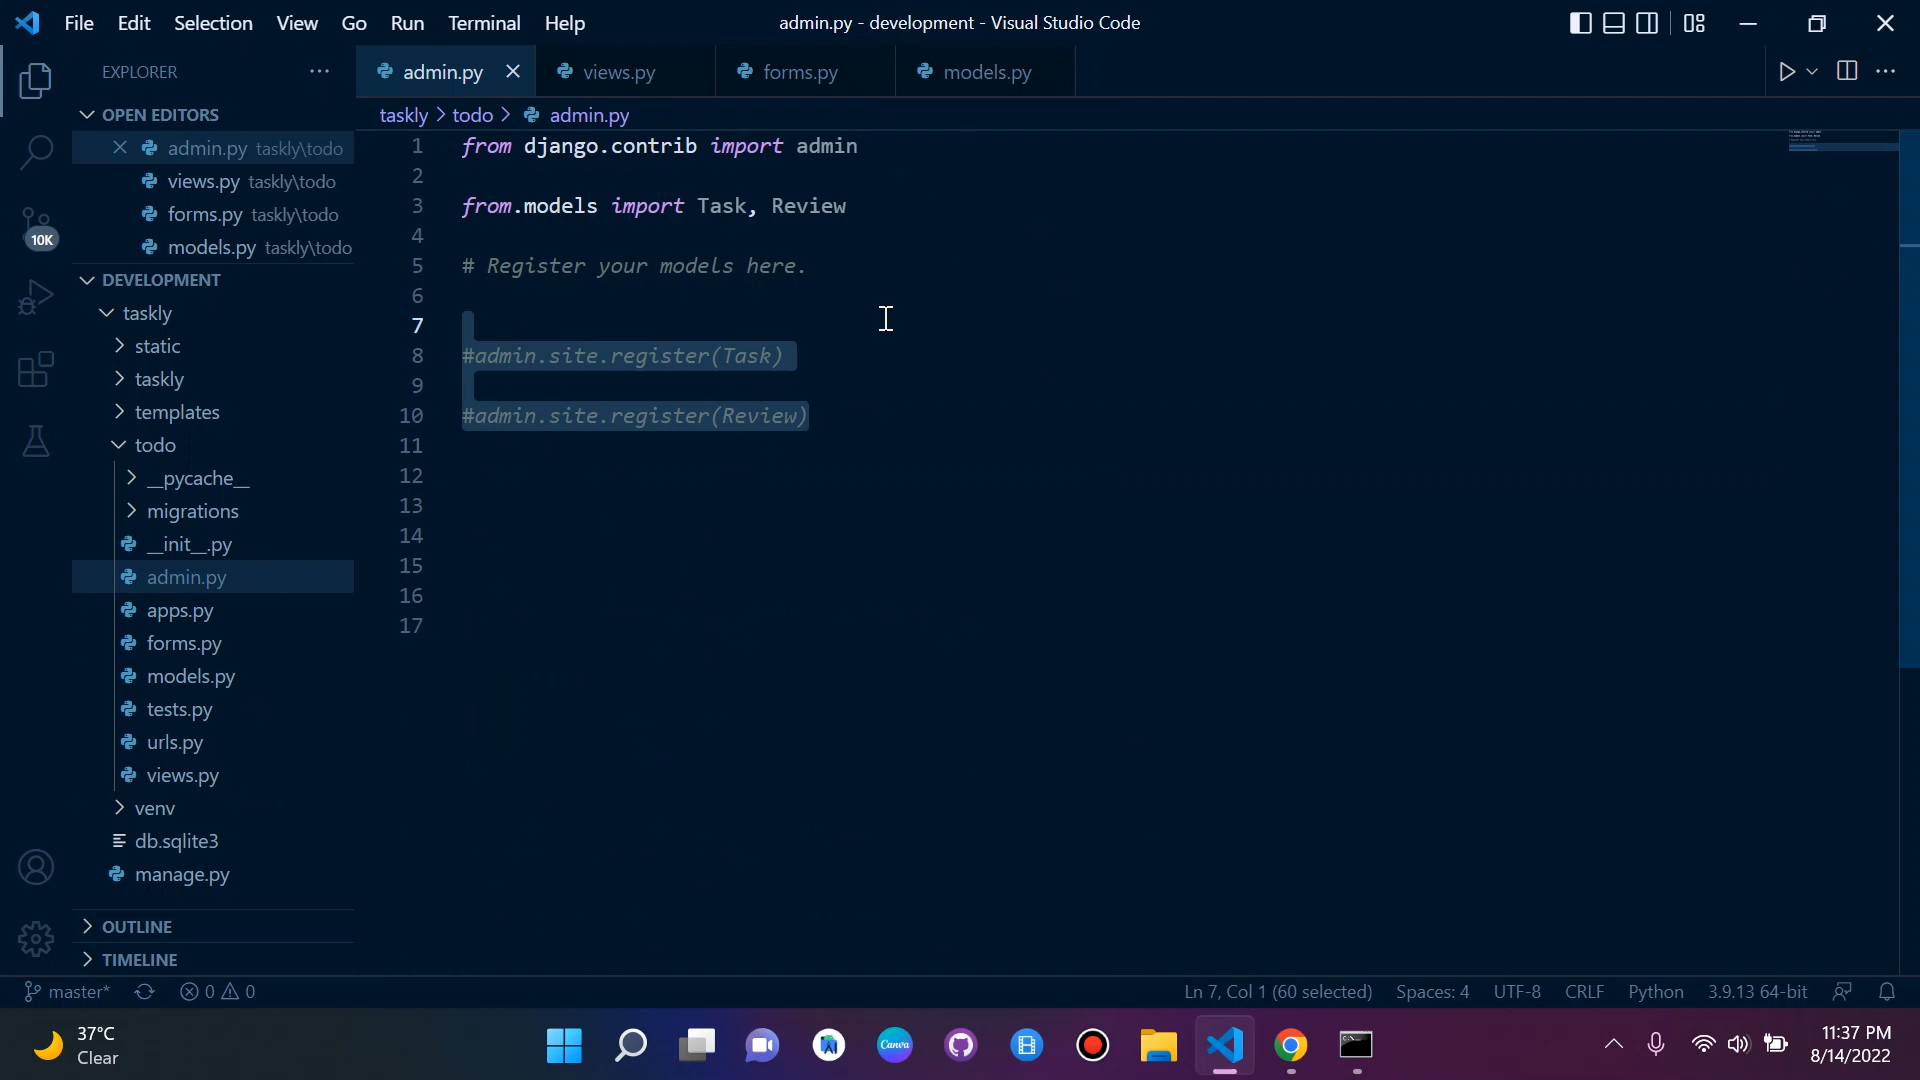 File Edit Selection View Go Run Terminal Help
admin.py - development - Visual Studio Code
EXPLORER
admin.py
views.py
forms.py
models.py
OPEN EDITORS
taskly > todo > admin.py
admin.py taskly\todo
views.py taskly\todo
forms.py taskly\todo
models.py taskly\todo
10K
DEVELOPMENT
taskly
static
taskly
templates
todo
__pycache__
migrations
__init__.py
admin.py
apps.py
forms.py
models.py
tests.py
urls.py
views.py
venv
db.sqlite3
manage.py
OUTLINE
TIMELINE
1 from django.contrib import admin
2
3 from.models import Task, Review
4
5 # Register your models here.
6
7
8 #admin.site.register(Task)
9
10 #admin.site.register(Review)
11
12
13
14
15
16
17
master* 0 0
Ln 7, Col 1 (60 selected) Spaces: 4 UTF-8 CRLF Python 3.9.13 64-bit
37°C
Clear
Canva
11:37 PM
8/14/2022